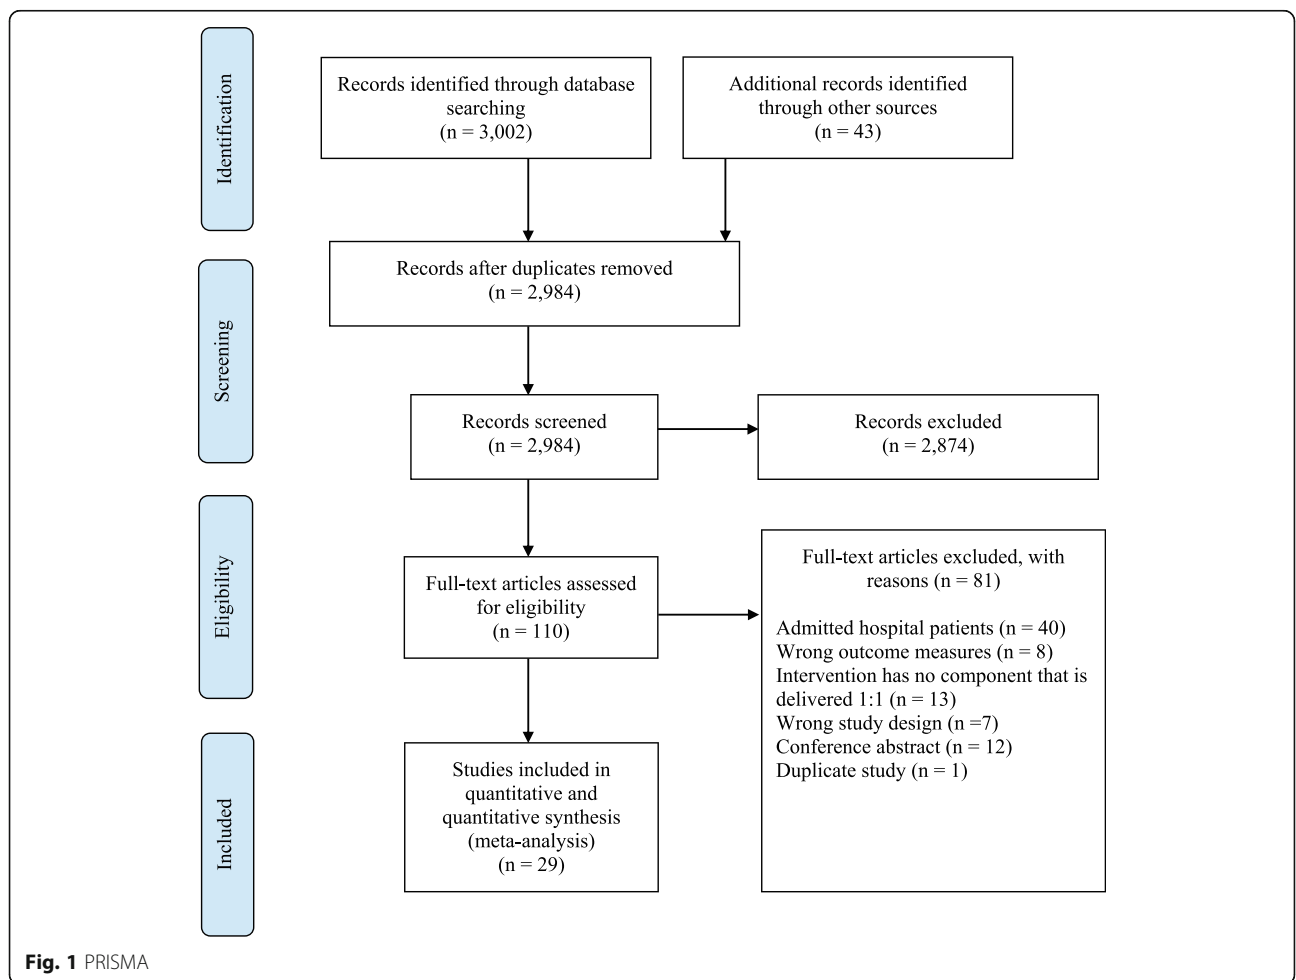 Identification
Records identified through database
searching
(n = 3,002)
Additional records identified
through other sources
(n = 43)
Screening
Records after duplicates removed
(n = 2,984)
Records screened
(n = 2,984)
Records excluded
(n = 2,874)
Eligibility
Full-text articles assessed
for eligibility
(n = 110)
Full-text articles excluded, with
reasons (n = 81)
Admitted hospital patients (n = 40)
Wrong outcome measures (n = 8)
Intervention has no component that is
delivered 1:1 (n = 13)
Wrong study design (n =7)
Conference abstract (n = 12)
Duplicate study (n = 1)
Included
Studies included in
quantitative and
quantitative synthesis
(meta-analysis)
(n = 29)
Fig. 1 PRISMA